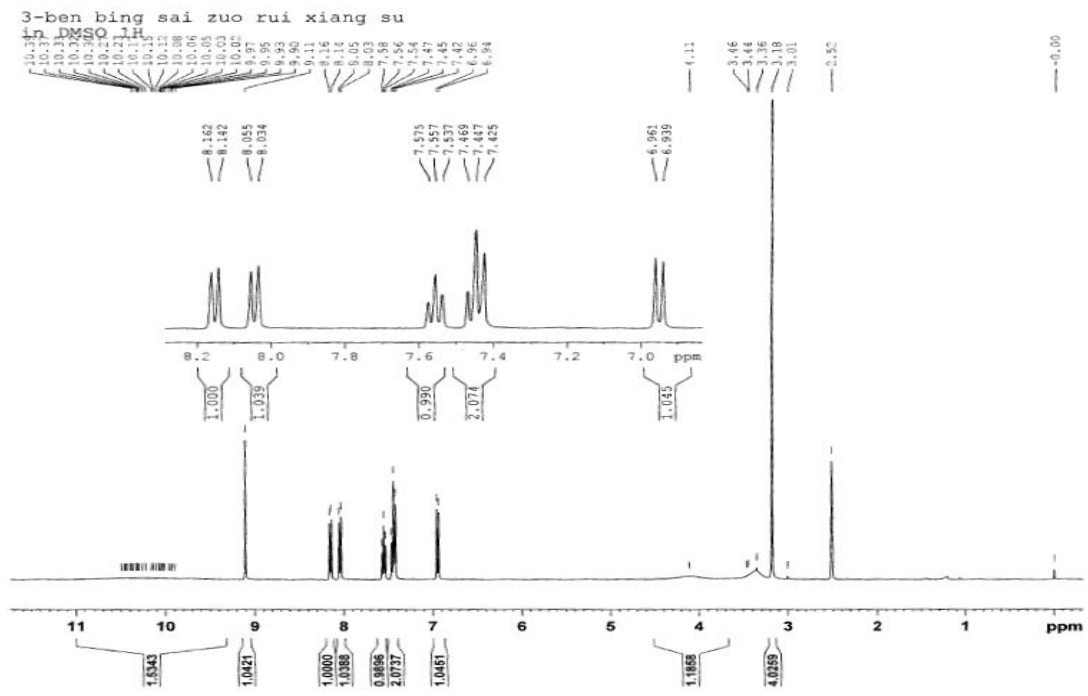 3-ben bing sai zuo rui xiang su
in DMSO 1H
10.39 10.37 10.33 10.32 10.30 10.27 10.23 10.17 10.15 10.12 10.08 10.06 10.05 10.03 10.02 9.97 9.95 9.93 9.90 9.11 8.16 8.14 8.05 8.03 7.58 7.56 7.54 7.47 7.45 7.42 6.96 6.94 4.11 3.46 3.44 3.36 3.18 3.01 2.52 -0.00
8.162 8.142 8.055 8.034 7.575 7.557 7.537 7.469 7.447 7.425 6.961 6.939
8.2 8.0 7.8 7.6 7.4 7.2 7.0 ppm
1.000 1.039 0.990 2.074 1.045
11 10 9 8 7 6 5 4 3 2 1 ppm
1.5343 1.0421 1.0000 1.0388 0.9896 2.0737 1.0451 1.1858 4.0259